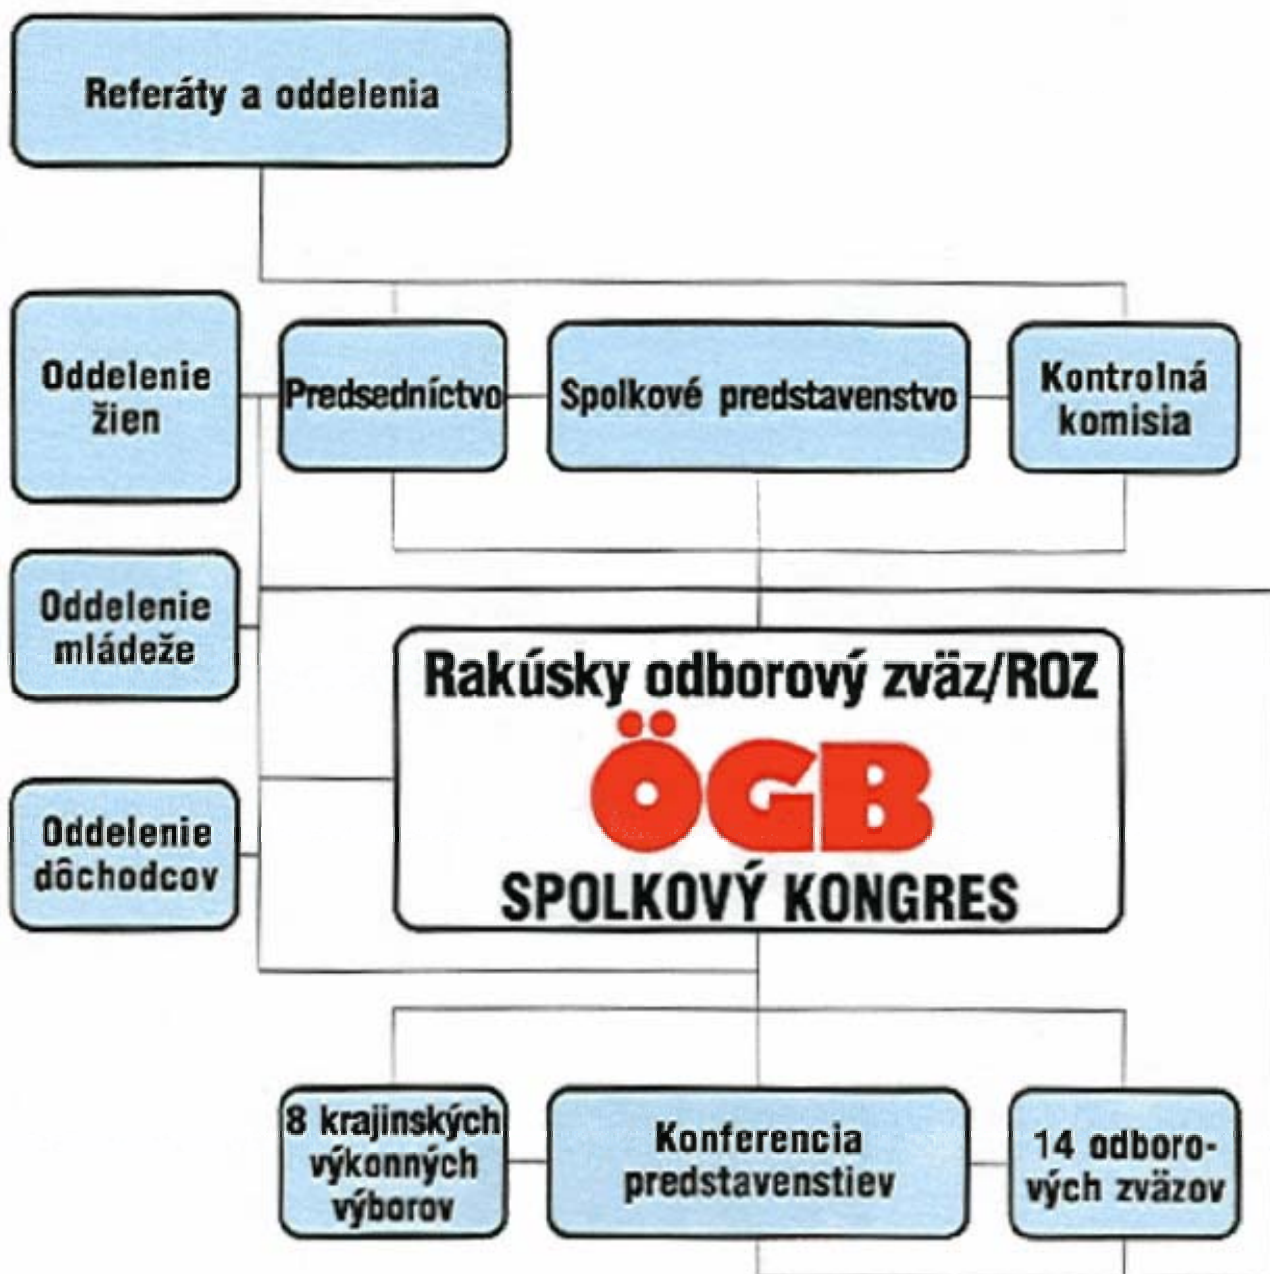 Referáty a oddelenia
Oddelenie
žien
Predsedníctvo
Spolkové predstavenstvo
Kontrolná
komisia
Oddelenie
mládeže
Rakúsky odborový zväz/ROZ
ÖGB
SPOLKOVÝ KONGRES
Oddelenie
dôchodcov
8 krajinských
výkonných
výborov
Konferencia
predstavenstiev
14 odboro-
vých zväzov